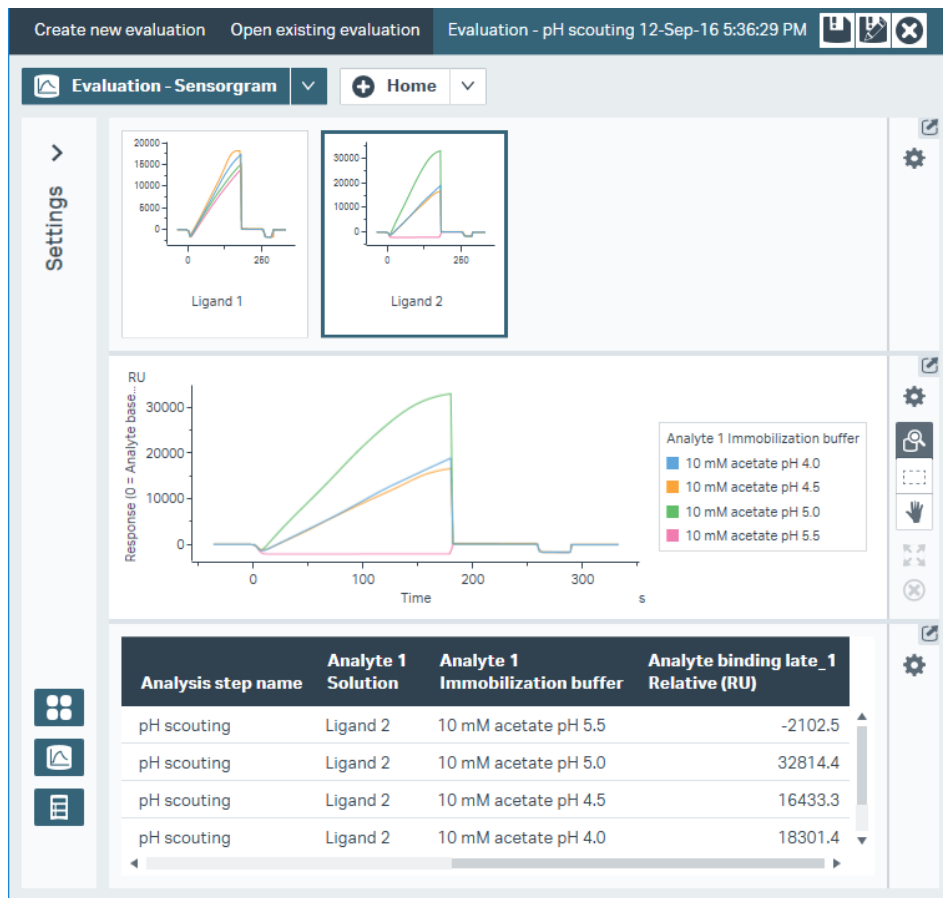 Create new evaluation Open existing evaluation Evaluation - pH scouting 12-Sep-16 5:36:29 PM
Evaluation - Sensorgram Home
Settings
20000
15000
10000
5000
0
0 250
Ligand 1
30000
20000
10000
0
0 250
Ligand 2
RU
Response (0 = Analyte base...
30000
20000
10000
0
0 100 200 300
Time s
Analyte 1 Immobilization buffer
10 mM acetate pH 4.0
10 mM acetate pH 4.5
10 mM acetate pH 5.0
10 mM acetate pH 5.5
Analysis step name Analyte 1 Solution Analyte 1 Immobilization buffer Analyte binding late_1 Relative (RU)
pH scouting Ligand 2 10 mM acetate pH 5.5 -2102.5
pH scouting Ligand 2 10 mM acetate pH 5.0 32814.4
pH scouting Ligand 2 10 mM acetate pH 4.5 16433.3
pH scouting Ligand 2 10 mM acetate pH 4.0 18301.4